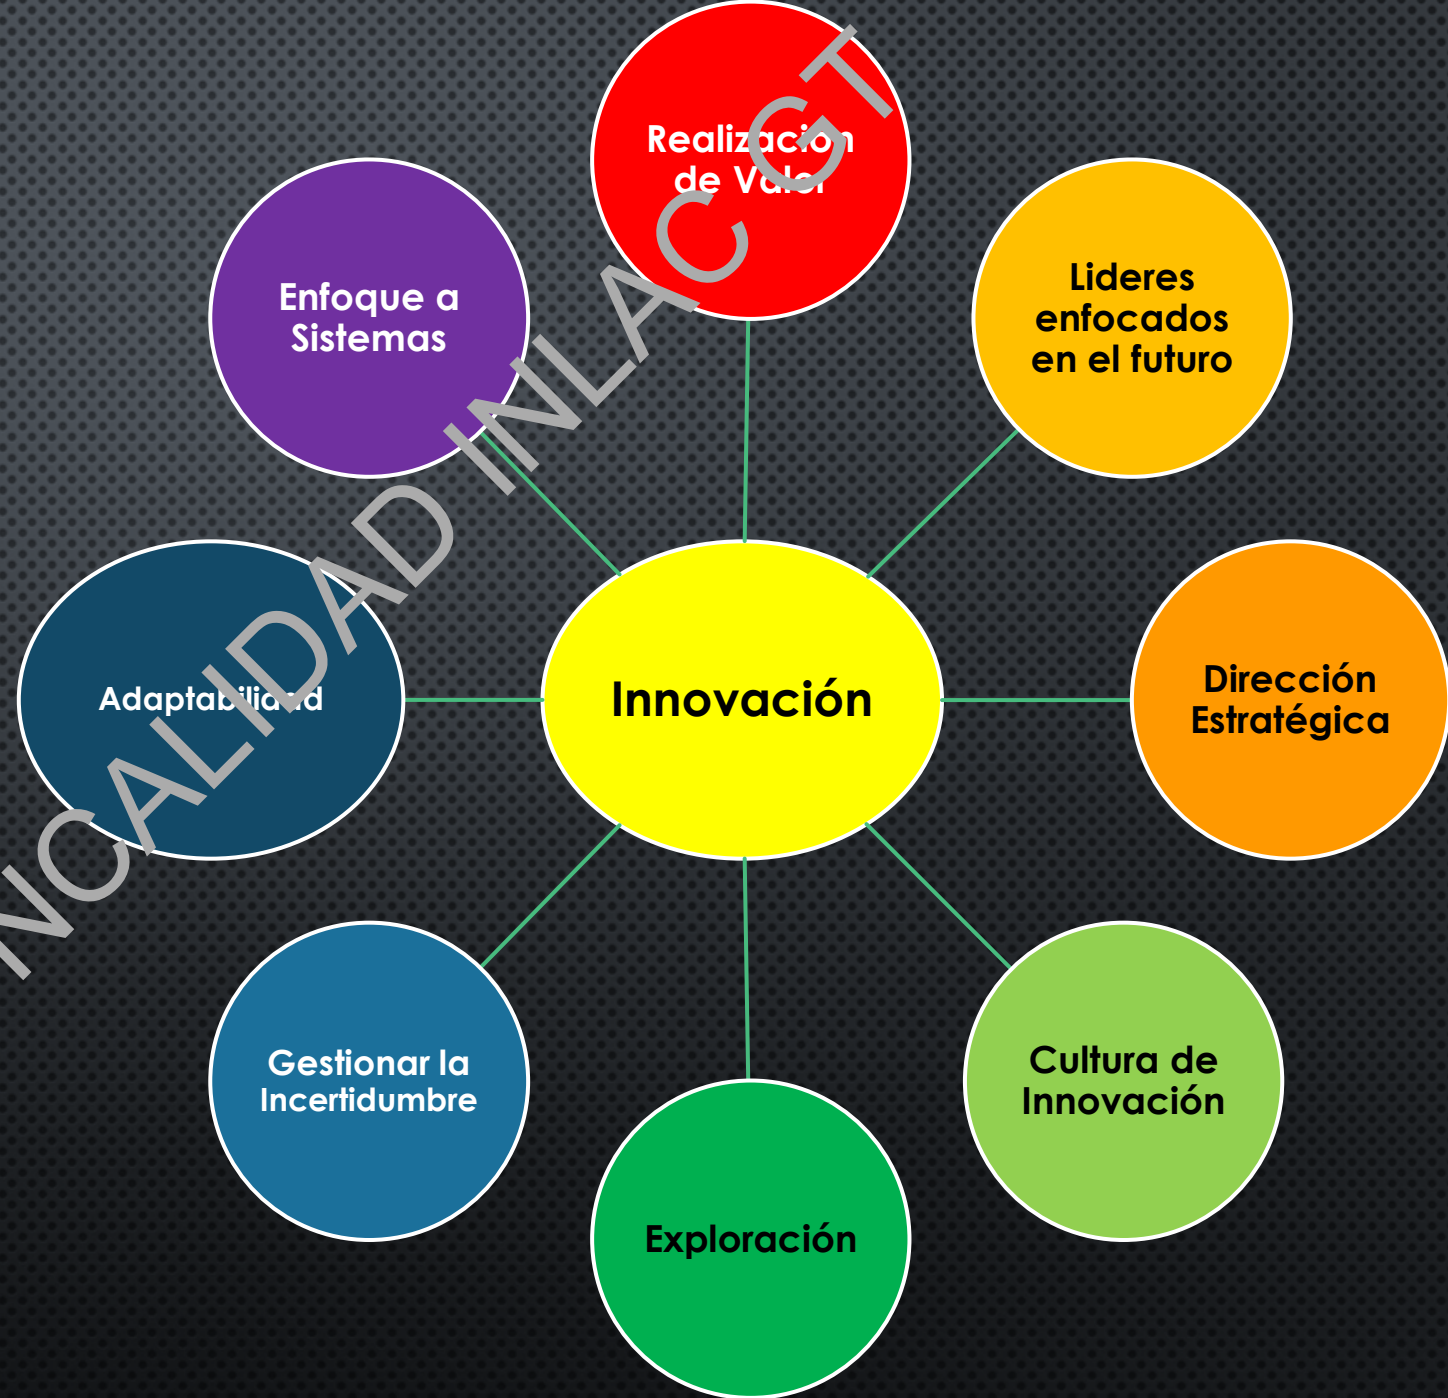 Realización
de Valor
Lideres
enfocados
en el futuro
Dirección
Estratégica
Cultura de
Innovación
Exploración
Gestionar la
Incertidumbre
Adaptabilidad
Enfoque a
Sistemas
Innovación
NCALIDAD INLAC GT